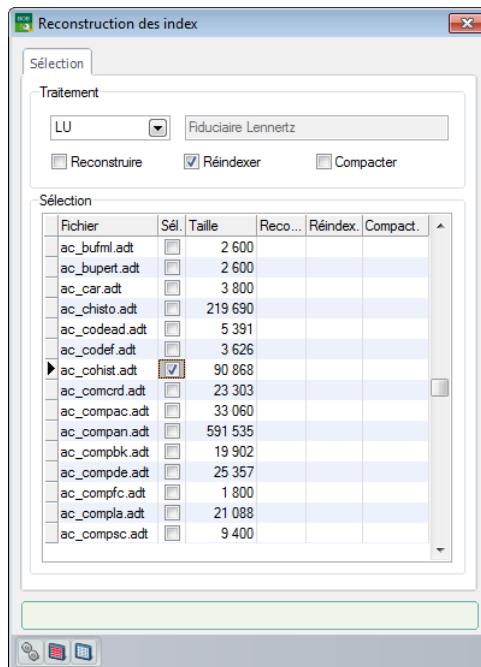 BOB
Reconstruction des index
Sélection
Traitement
LU Fiduciaire Lennertz
Reconstruire Réindexer Compacter
Sélection
Fichier Sél. Taille Reco... Réindex. Compact.
ac_bufml.adt 2 600
ac_bupert.adt 2 600
ac_car.adt 3 800
ac_chisto.adt 219 690
ac_codead.adt 5 391
ac_codef.adt 3 626
ac_cohist.adt 90 868
ac_comcrd.adt 23 303
ac_compac.adt 33 060
ac_compan.adt 591 535
ac_compbk.adt 19 902
ac_compde.adt 25 357
ac_compfc.adt 1 800
ac_compla.adt 21 088
ac_compsc.adt 9 400